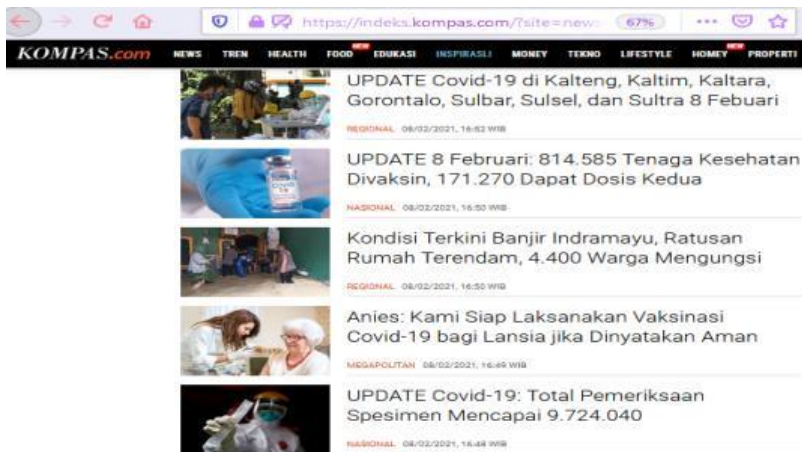 https://indeks.kompas.com/?site=new
67%
KOMPAS.com NEWS TREN HEALTH FOOD NEW EDUKASI INSPIRASLI MONEY TEKNO LIFESTYLE HOMEY NEW PROPERTI
UPDATE Covid-19 di Kalteng, Kaltim, Kaltara,
Gorontalo, Sulbar, Sulsel, dan Sultra 8 Febuari
REGIONAL 08/02/2021, 16:52 WIB
UPDATE 8 Februari: 814.585 Tenaga Kesehatan
Divaksin, 171.270 Dapat Dosis Kedua
NASIONAL 08/02/2021, 16:50 WIB
Kondisi Terkini Banjir Indramayu, Ratusan
Rumah Terendam, 4.400 Warga Mengungsi
REGIONAL 08/02/2021, 16:50 WIB
Anies: Kami Siap Laksanakan Vaksinasi
Covid-19 bagi Lansia jika Dinyatakan Aman
MEGAPOLITAN 08/02/2021, 16:49 WIB
UPDATE Covid-19: Total Pemeriksaan
Spesimen Mencapai 9.724.040
NASIONAL 08/02/2021, 16:48 WIB
COVID
19